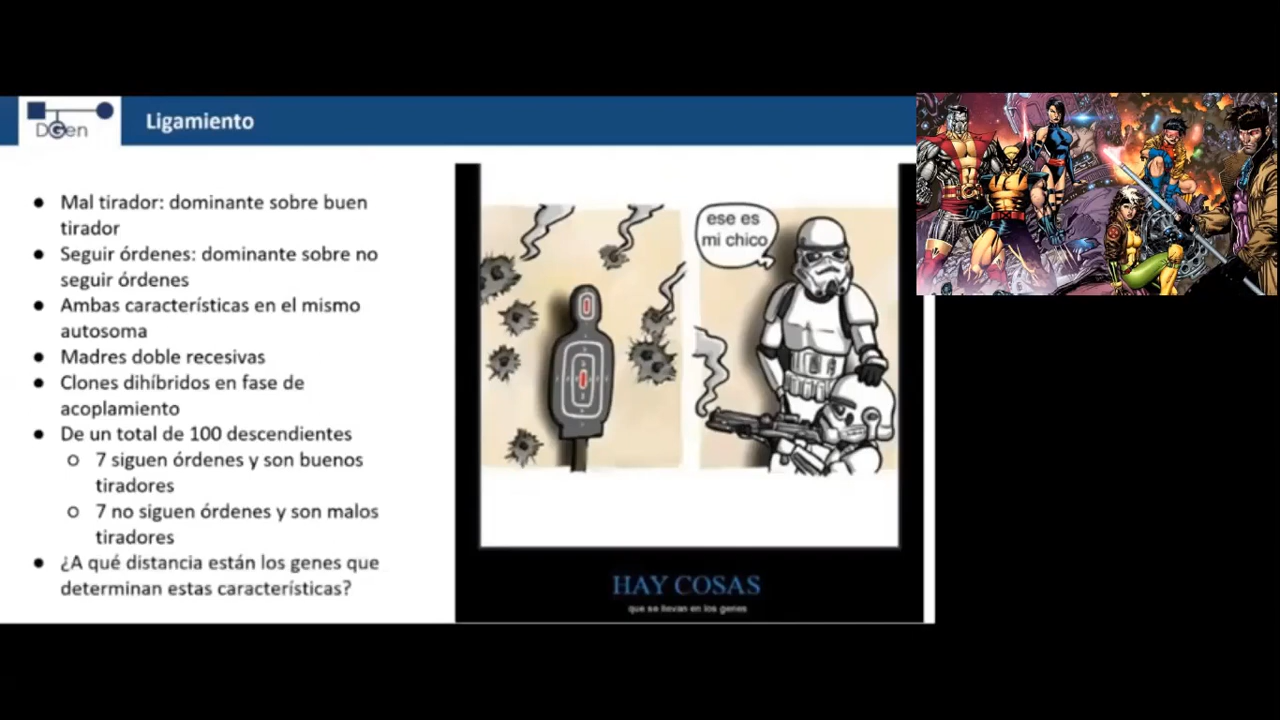 DGen
Ligamiento
● Mal tirador: dominante sobre buen
tirador
● Seguir órdenes: dominante sobre no
seguir órdenes
● Ambas características en el mismo
autosoma
● Madres doble recesivas
● Clones dihíbridos en fase de
acoplamiento
● De un total de 100 descendientes
○ 7 siguen órdenes y son buenos
tiradores
○ 7 no siguen órdenes y son malos
tiradores
● ¿A qué distancia están los genes que
determinan estas características?
ese es
mi chico
HAY COSAS
que se llevan en los genes